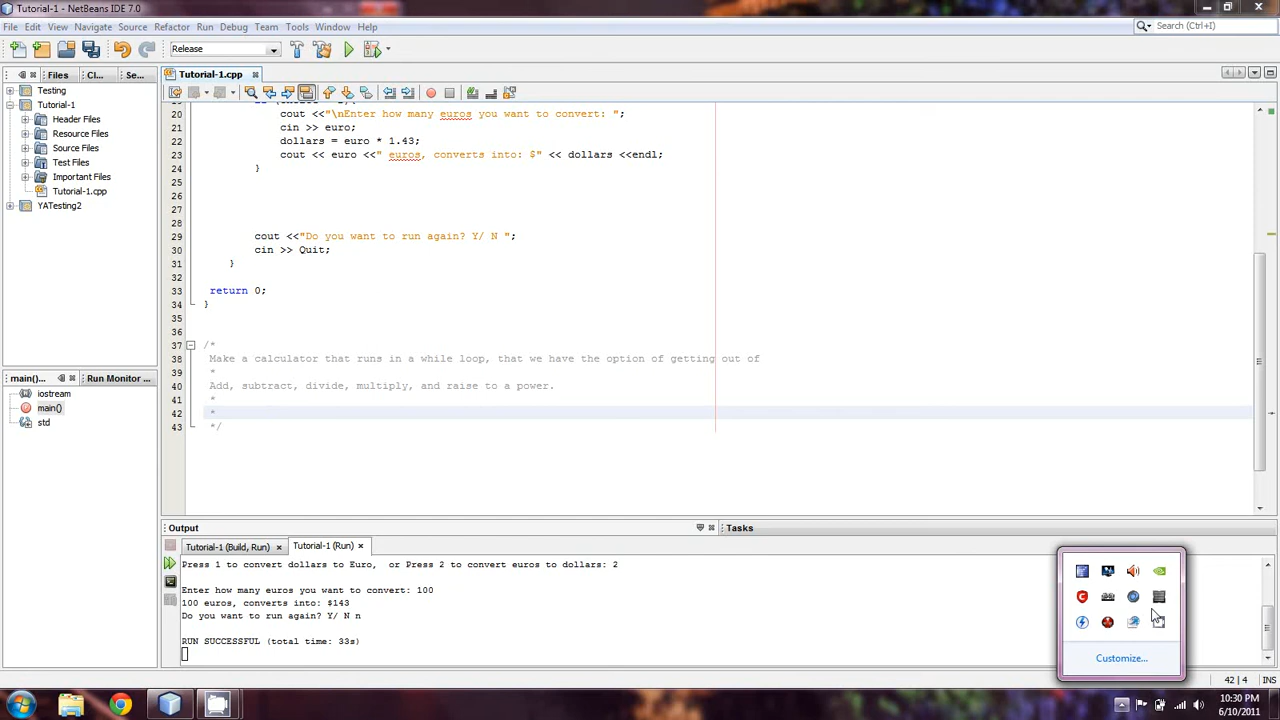 Tutorial-1 - NetBeans IDE 7.0
File Edit View Navigate Source Refactor Run Debug Team Tools Window Help
Search (Ctrl+I)
Release
Files Cl... Se...
Tutorial-1.cpp
Testing
Tutorial-1
Header Files
Resource Files
Source Files
Test Files
Important Files
Tutorial-1.cpp
YATesting2
main()... Run Monitor ...
iostream
main()
std
20 cout <<"\nEnter how many euros you want to convert: ";
21 cin >> euro;
22 dollars = euro * 1.43;
23 cout << euro <<" euros, converts into: $" << dollars <<endl;
24 }
25
26
27
28
29 cout <<"Do you want to run again? Y/ N ";
30 cin >> Quit;
31 }
32
33 return 0;
34 }
35
36
37 /*
38 Make a calculator that runs in a while loop, that we have the option of getting out of
39 *
40 Add, subtract, divide, multiply, and raise to a power.
41 *
42 *
43 */
Output
Tasks
Tutorial-1 (Build, Run) Tutorial-1 (Run)
Press 1 to convert dollars to Euro, or Press 2 to convert euros to dollars: 2
Enter how many euros you want to convert: 100
100 euros, converts into: $143
Do you want to run again? Y/ N n
RUN SUCCESSFUL (total time: 33s)
Customize...
42 | 4 INS
10:30 PM
6/10/2011